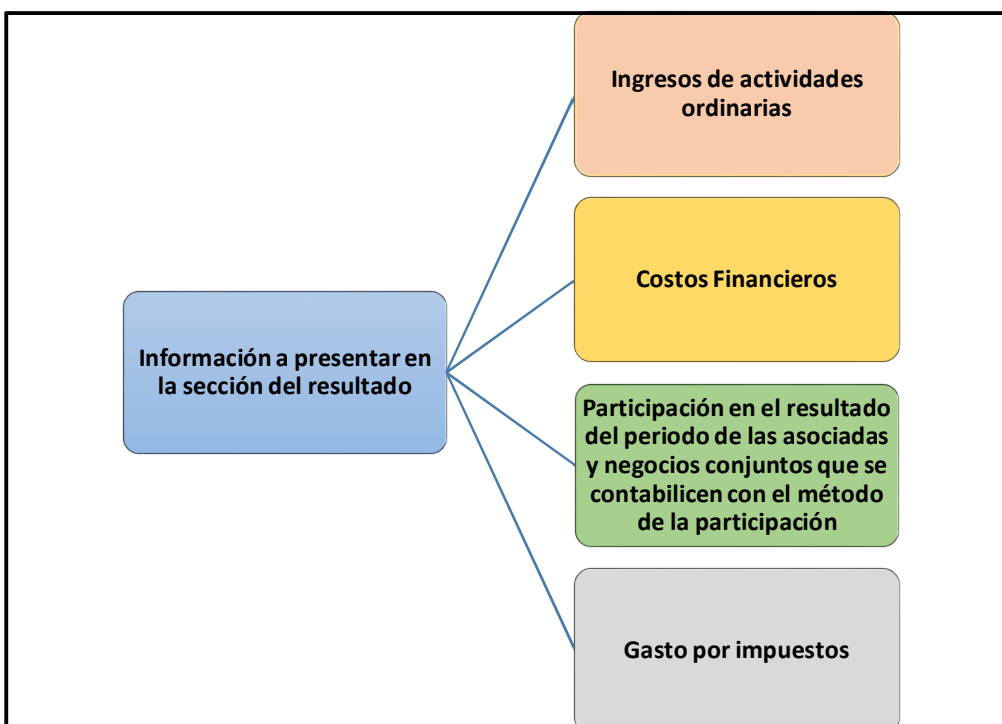 Ingresos de actividades
ordinarias
Costos Financieros
Información a presentar en
la sección del resultado
Participación en el resultado
del periodo de las asociadas
y negocios conjuntos que se
contabilicen con el método
de la participación
Gasto por impuestos